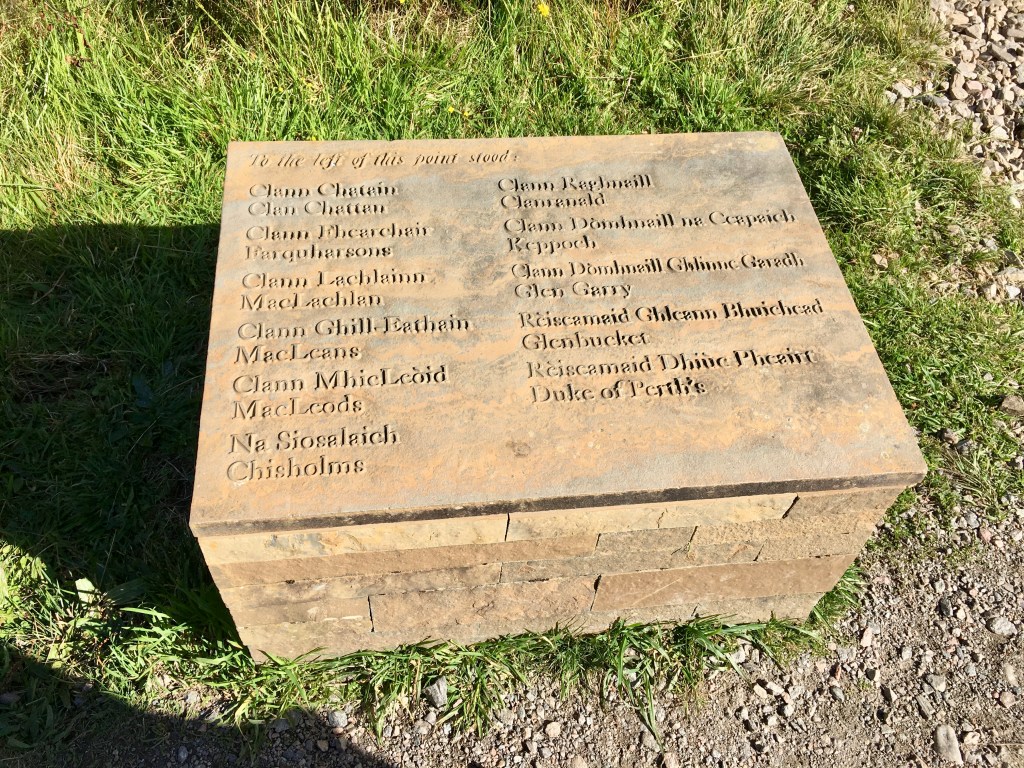 To the left of this point stood:
Clann Chatain
Clan Chattan
Clann Fhearchair
Farquharsons
Clann Lachlainn
MacLachlan
Clann Ghill-Eathain
MacLeans
Clann MhicLeòid
MacLeods
Na Siosalaich
Chisholms
Clann Raghnaill
Clanranald
Clann Dòmhnaill na Ceapaich
Keppoch
Clann Dòmhnaill Ghlinne Garadh
Glen Garry
Rèiseamaid Ghleann Bhuichead
Glenbucket
Rèiseamaid Dhiùc Pheairt
Duke of Perth's